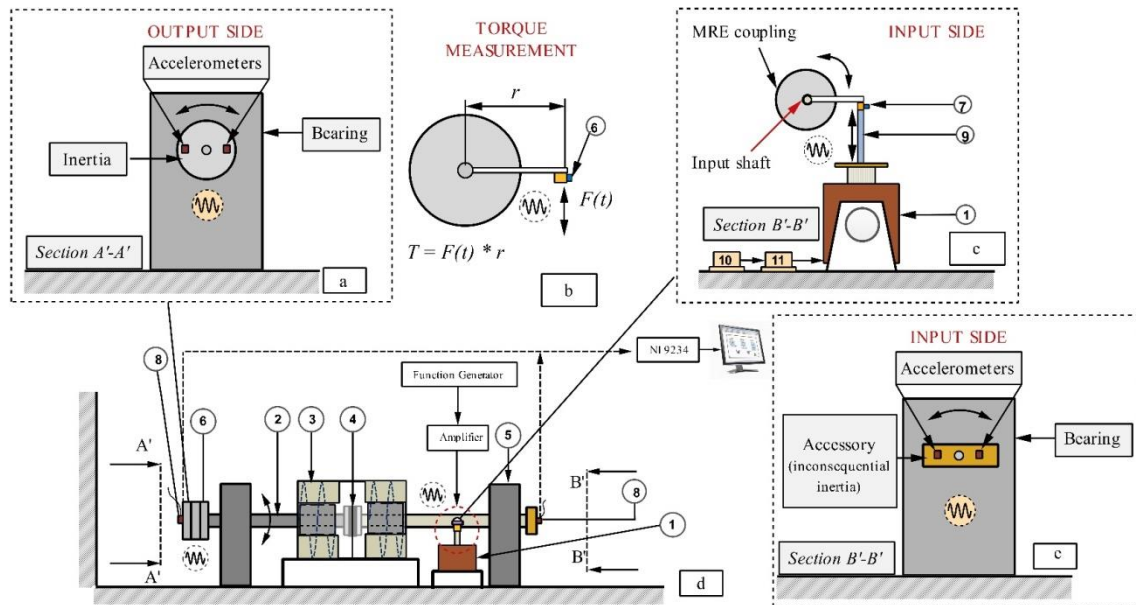 OUTPUT SIDE
Accelerometers
Inertia
Bearing
Section A'-A'
a
TORQUE
MEASUREMENT
r
6
F(t)
T = F(t) * r
b
INPUT SIDE
MRE coupling
7
9
Input shaft
1
Section B'-B'
10
11
c
8
6
2
3
4
Function Generator
Amplifier
5
NI 9234
A'
A'
B'
B'
8
1
d
INPUT SIDE
Accelerometers
Accessory
(inconsequential
inertia)
Bearing
Section B'-B'
e